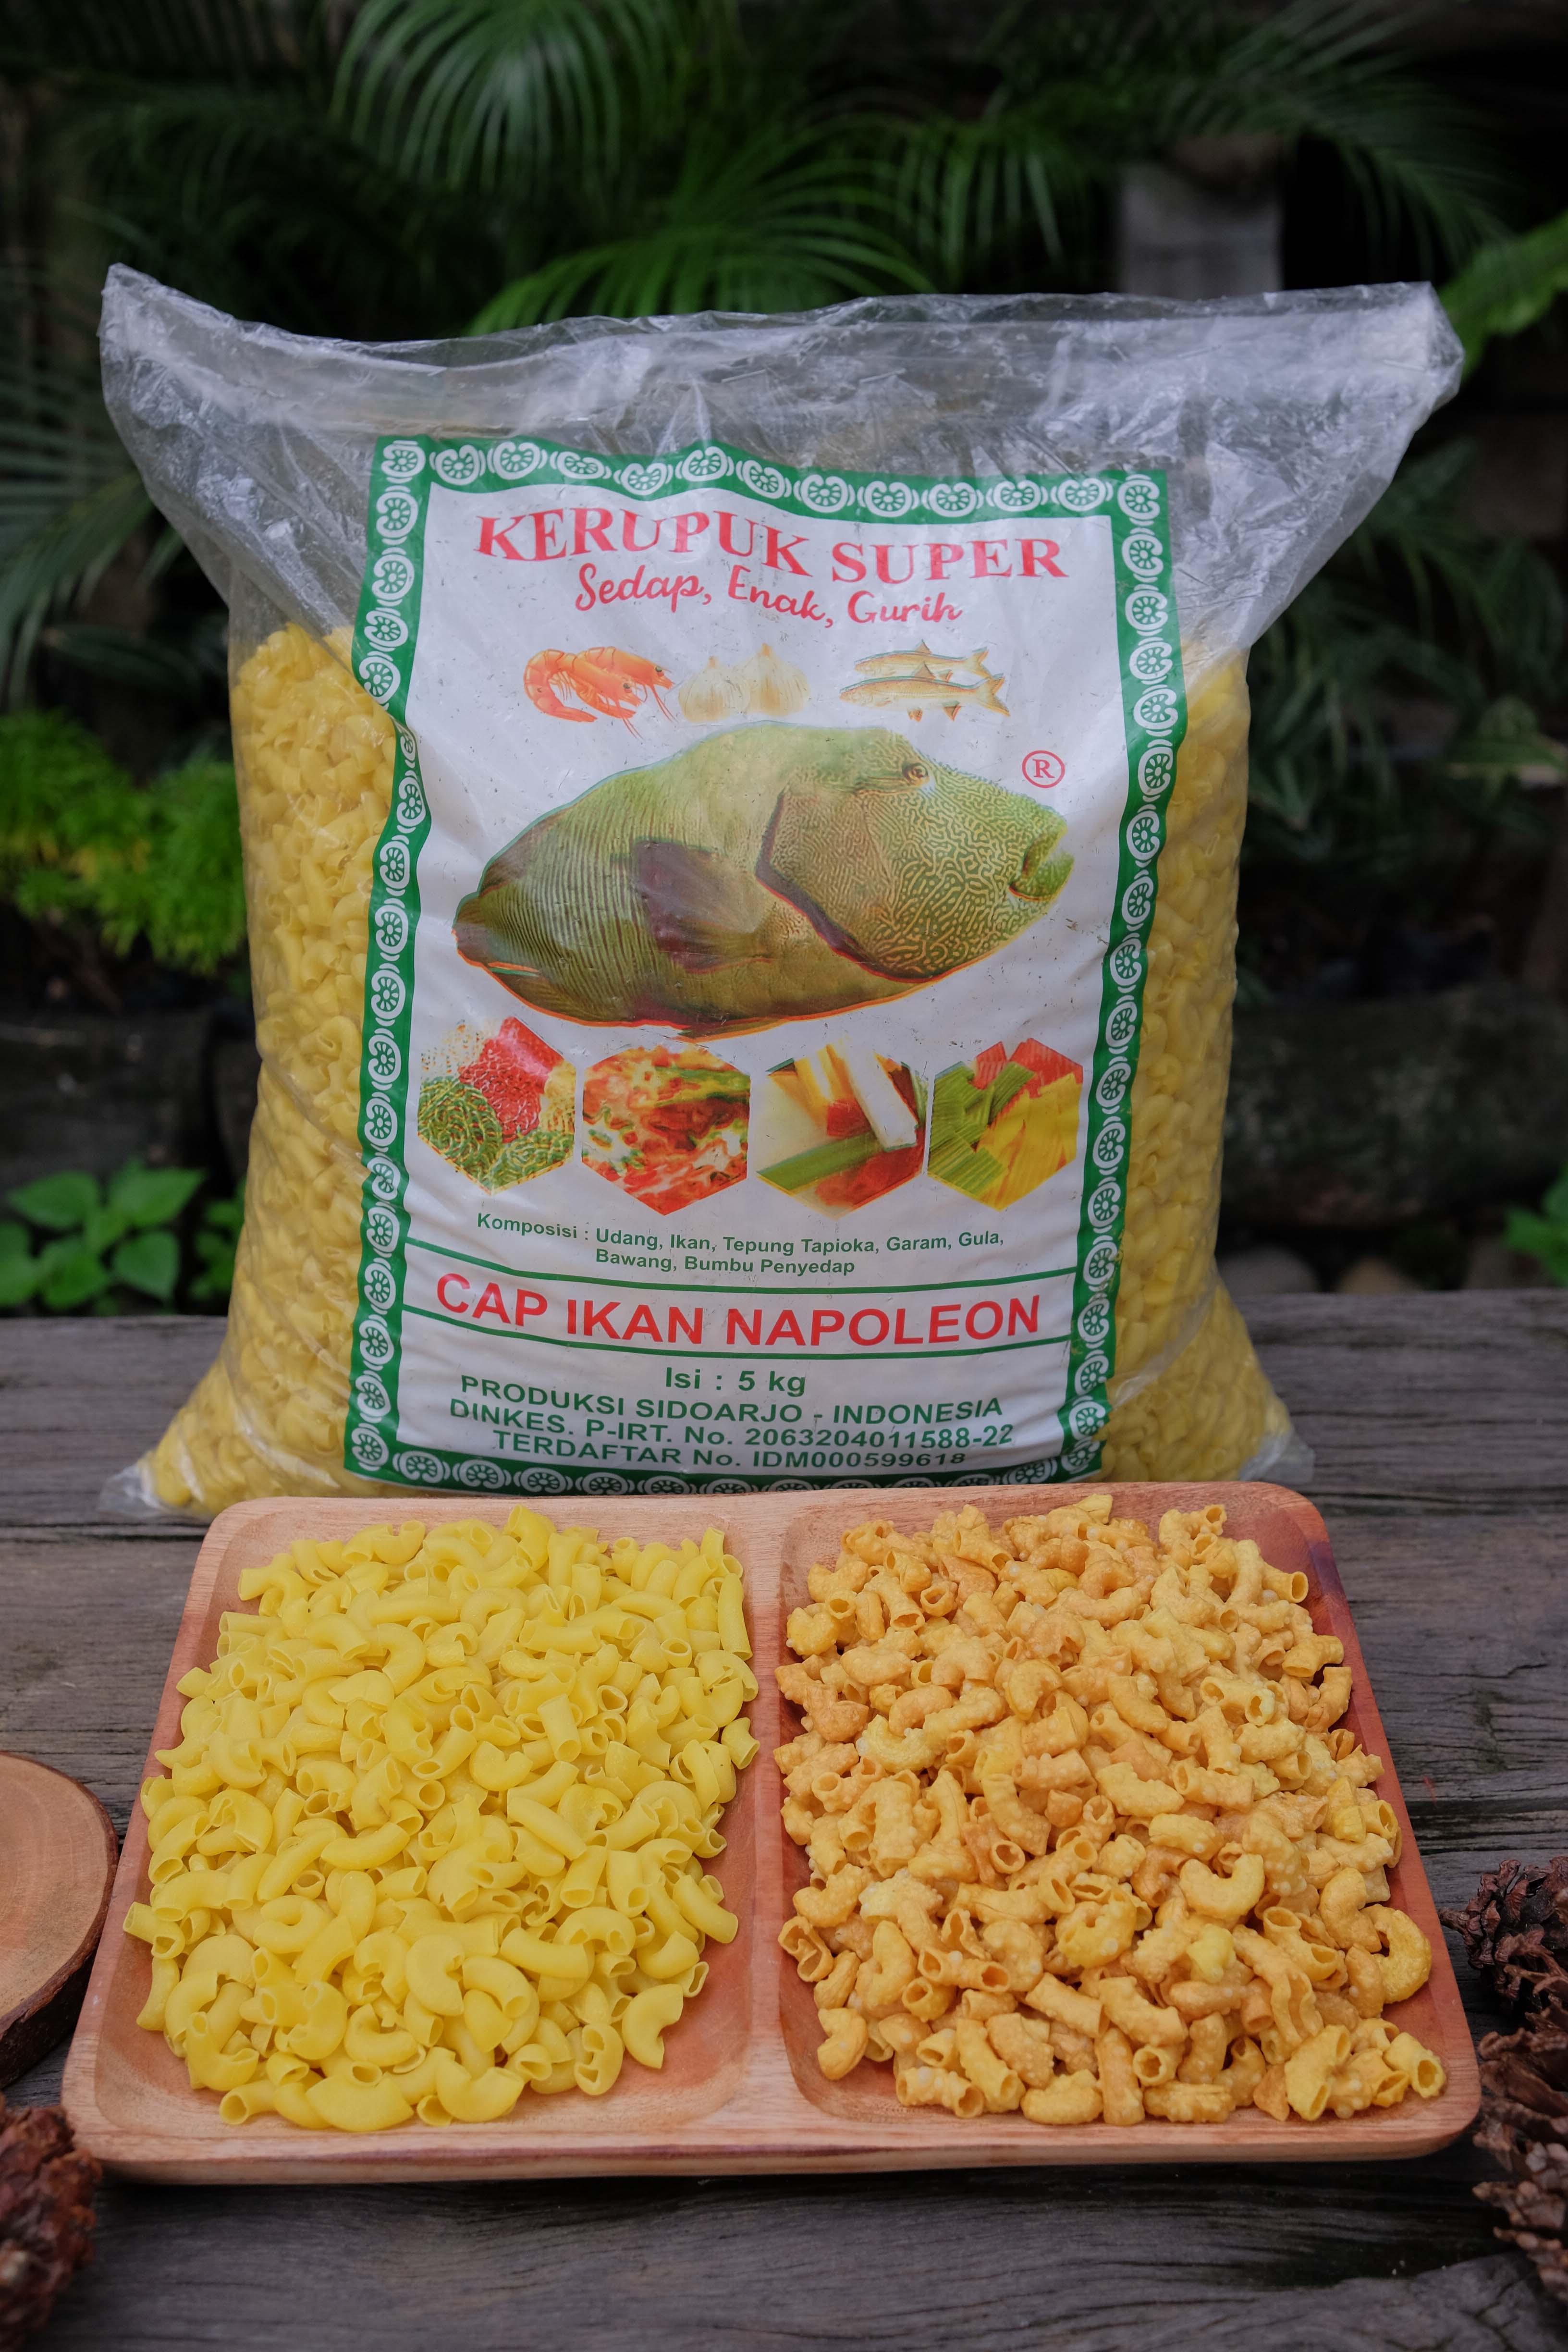 KERUPUK SUPER
Sedap, Enak, Gurih
®
Komposisi : Udang, Ikan, Tepung Tapioka, Garam, Gula,
Bawang, Bumbu Penyedap
CAP IKAN NAPOLEON
Isi : 5 kg
PRODUKSI SIDOARJO - INDONESIA
DINKES. P-IRT. No. 2063204011588-22
TERDAFTAR No. IDM000599618